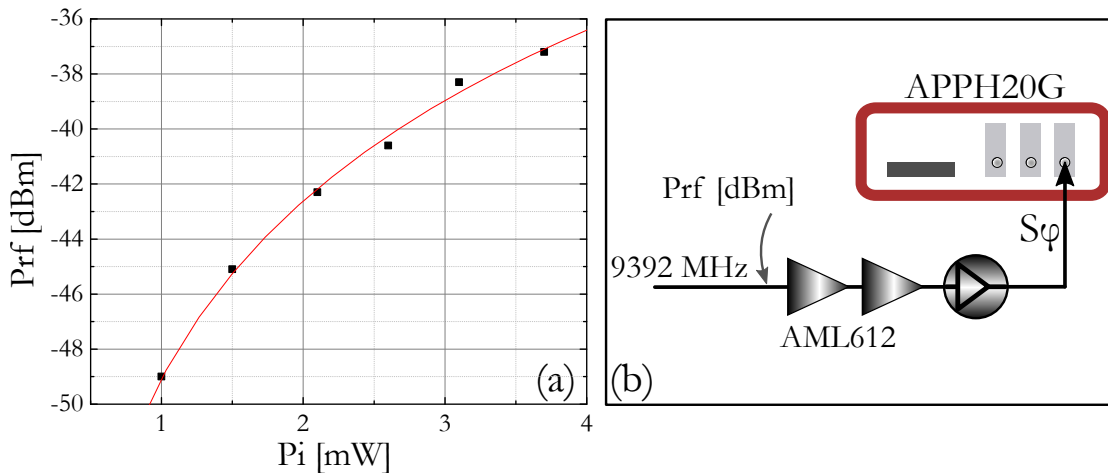 -36
-38
-40
-42
-44
-46
-48
-50
Prf [dBm]
1
2
3
4
Pi [mW]
(a)
APPH20G
Prf [dBm]
Sφ
9392 MHz
AML612
(b)